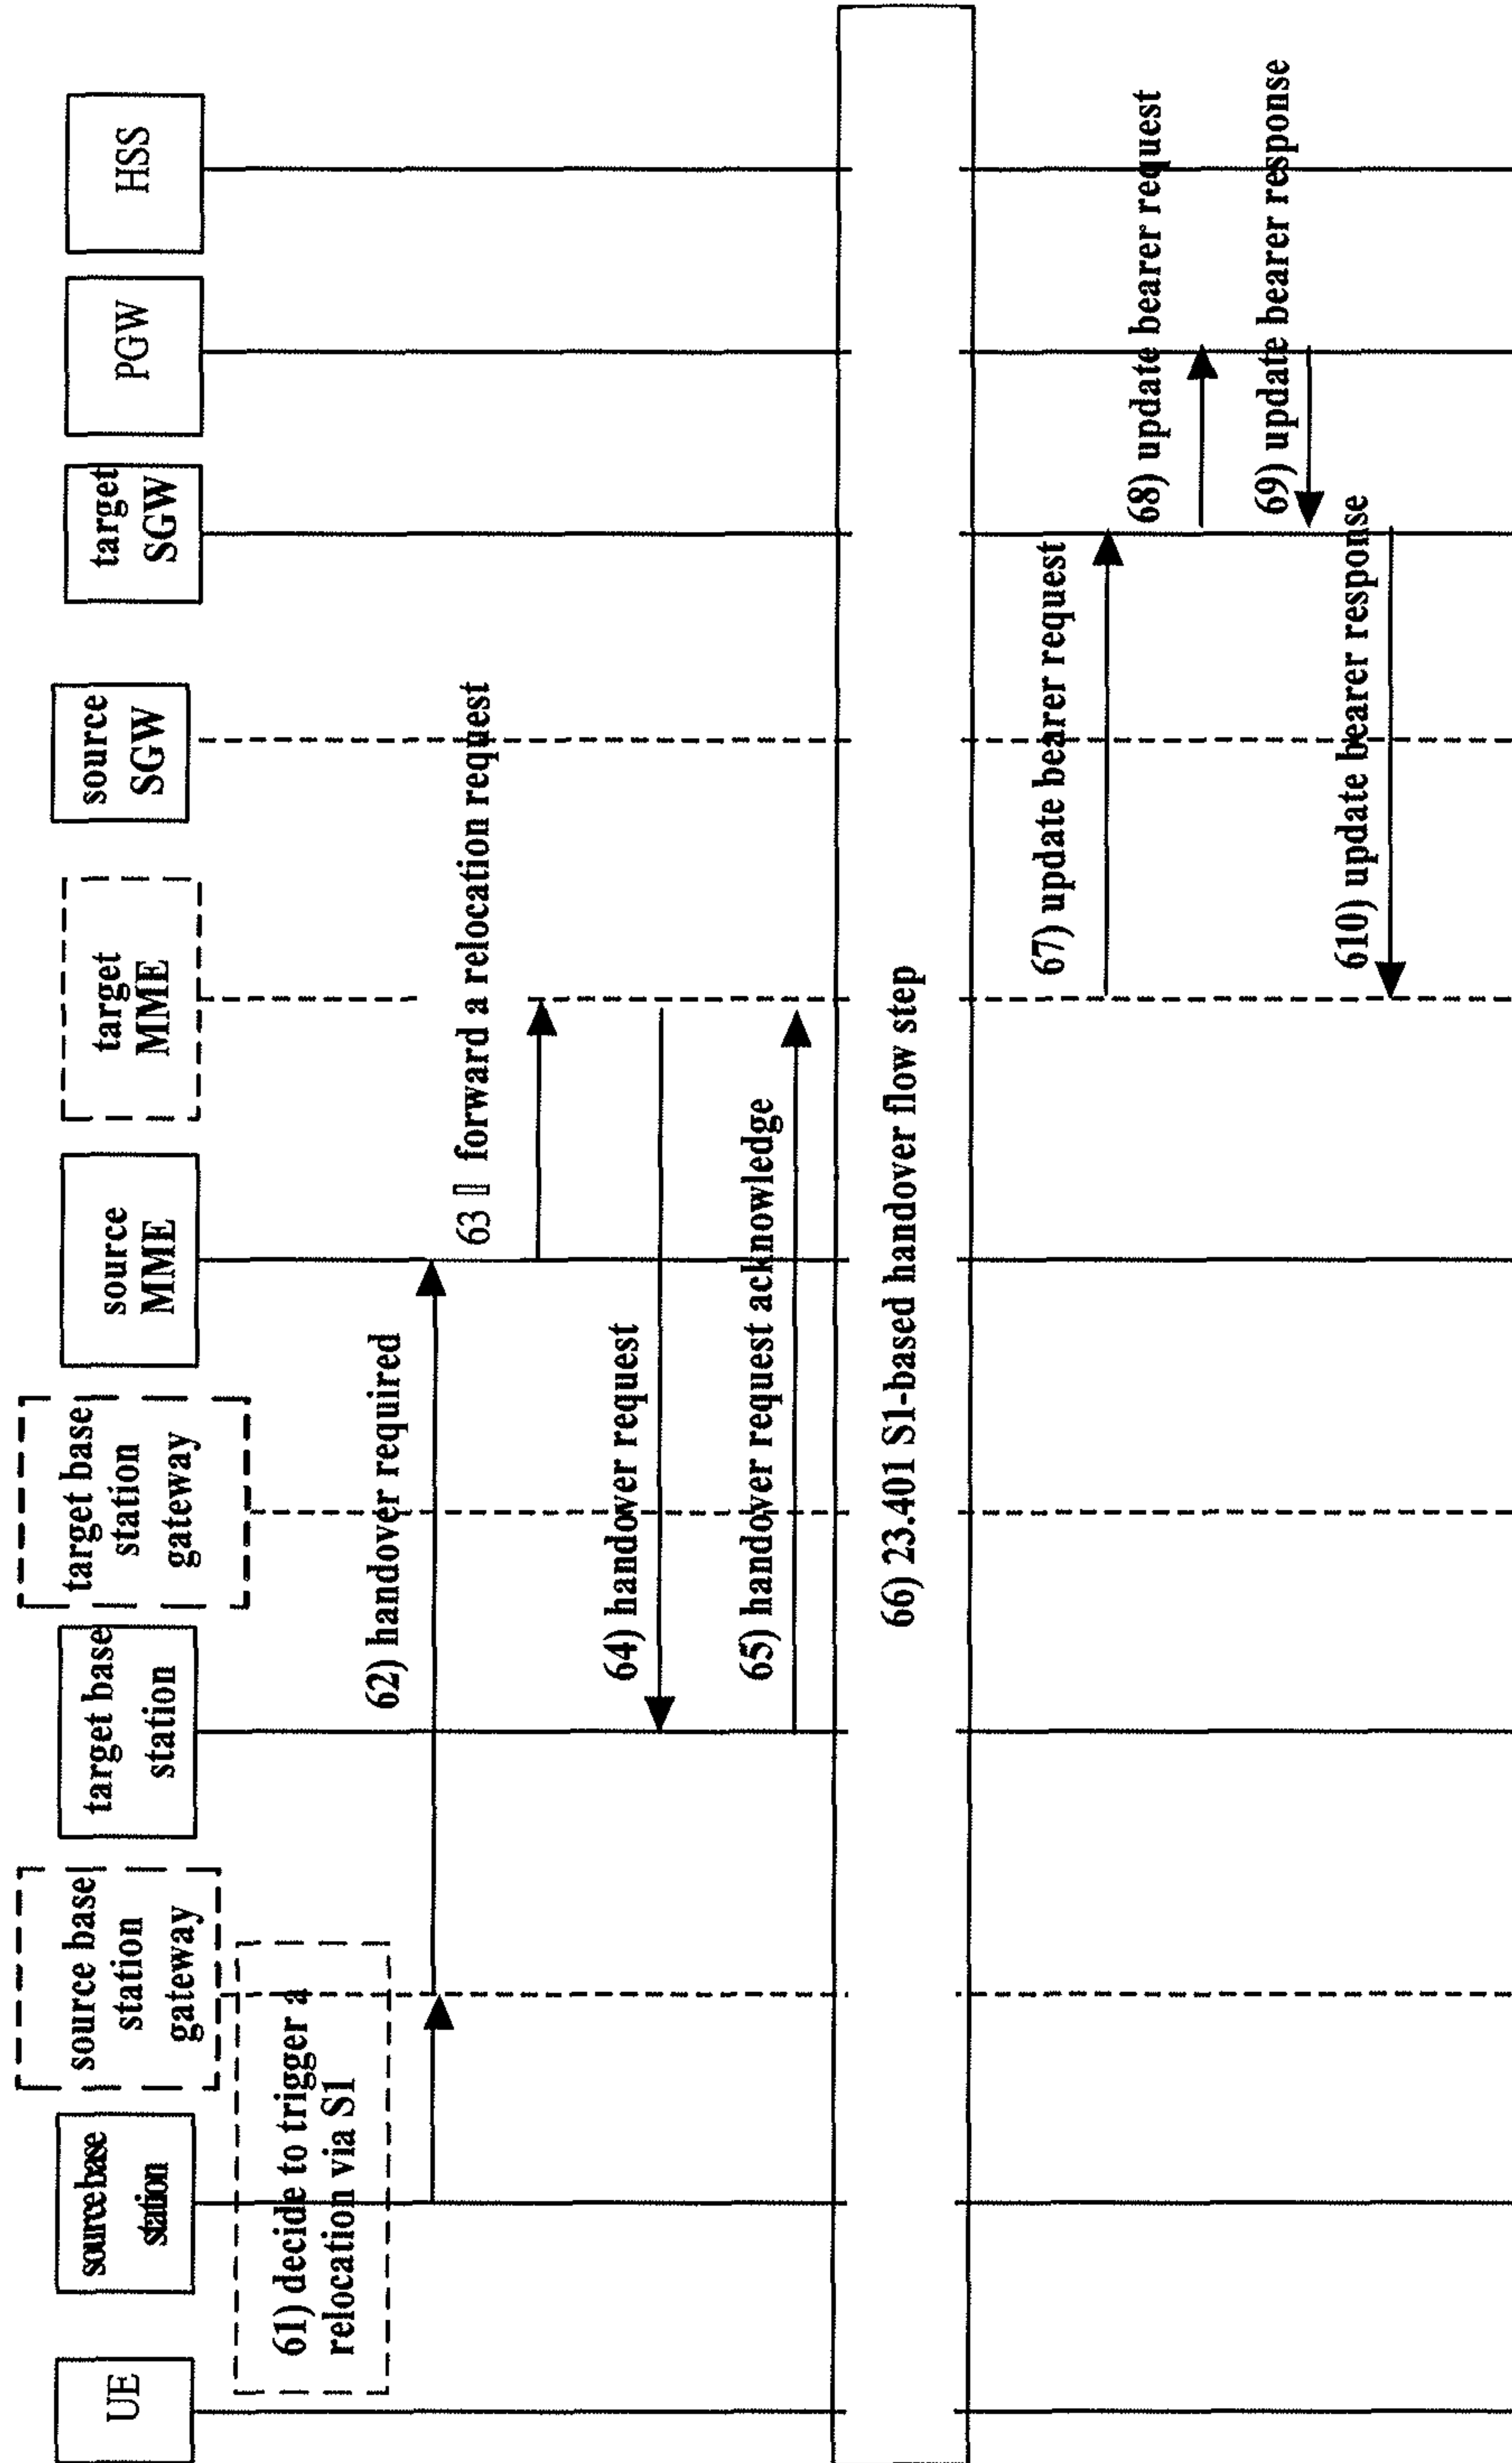 UE
source base
station
source base
station
gateway
target base
station
target base
station
gateway
source
MME
target
MME
source
SGW
target
SGW
PGW
HSS
61) decide to trigger a
relocation via S1
62) handover required
63 ▯ forward a relocation request
64) handover request
65) handover request acknowledge
66) 23.401 S1-based handover flow step
67) update bearer request
68) update bearer request
69) update bearer response
610) update bearer response